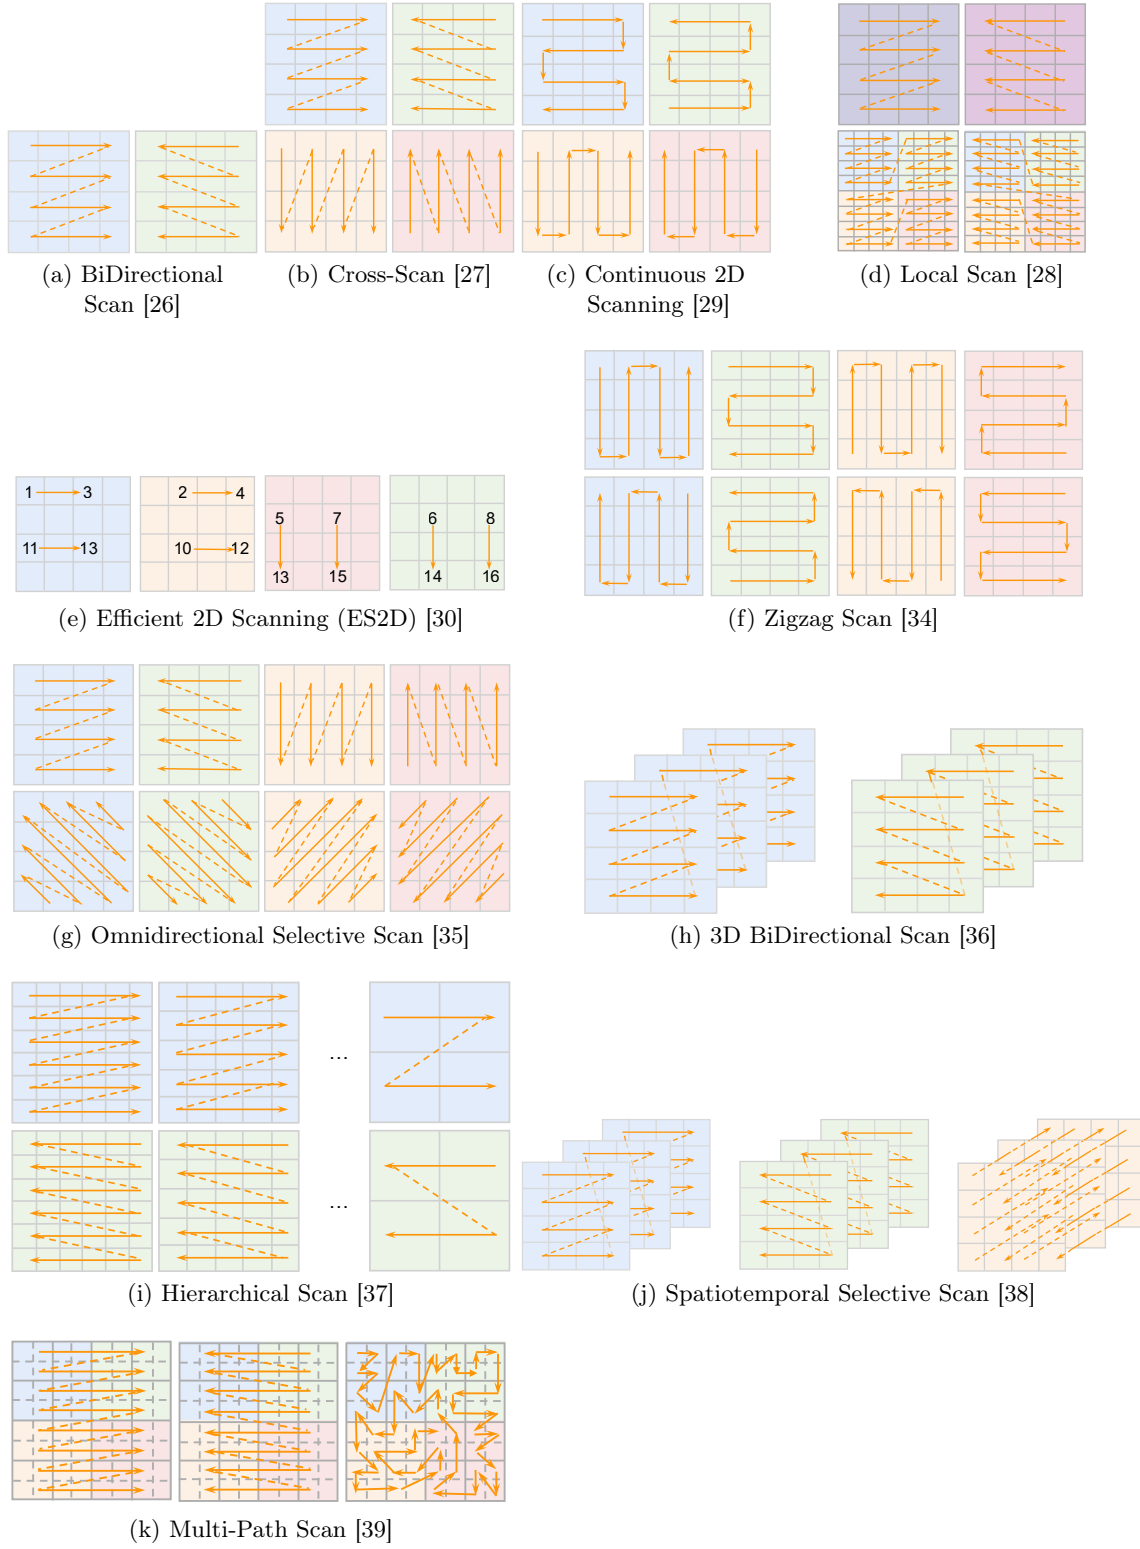 (a) BiDirectional
Scan [26]
(b) Cross-Scan [27]
(c) Continuous 2D
Scanning [29]
(d) Local Scan [28]
1 3
11 13
2 4
10 12
5 7
13 15
6 8
14 16
(e) Efficient 2D Scanning (ES2D) [30]
(f) Zigzag Scan [34]
(g) Omnidirectional Selective Scan [35]
(h) 3D BiDirectional Scan [36]
...
...
(i) Hierarchical Scan [37]
(j) Spatiotemporal Selective Scan [38]
(k) Multi-Path Scan [39]